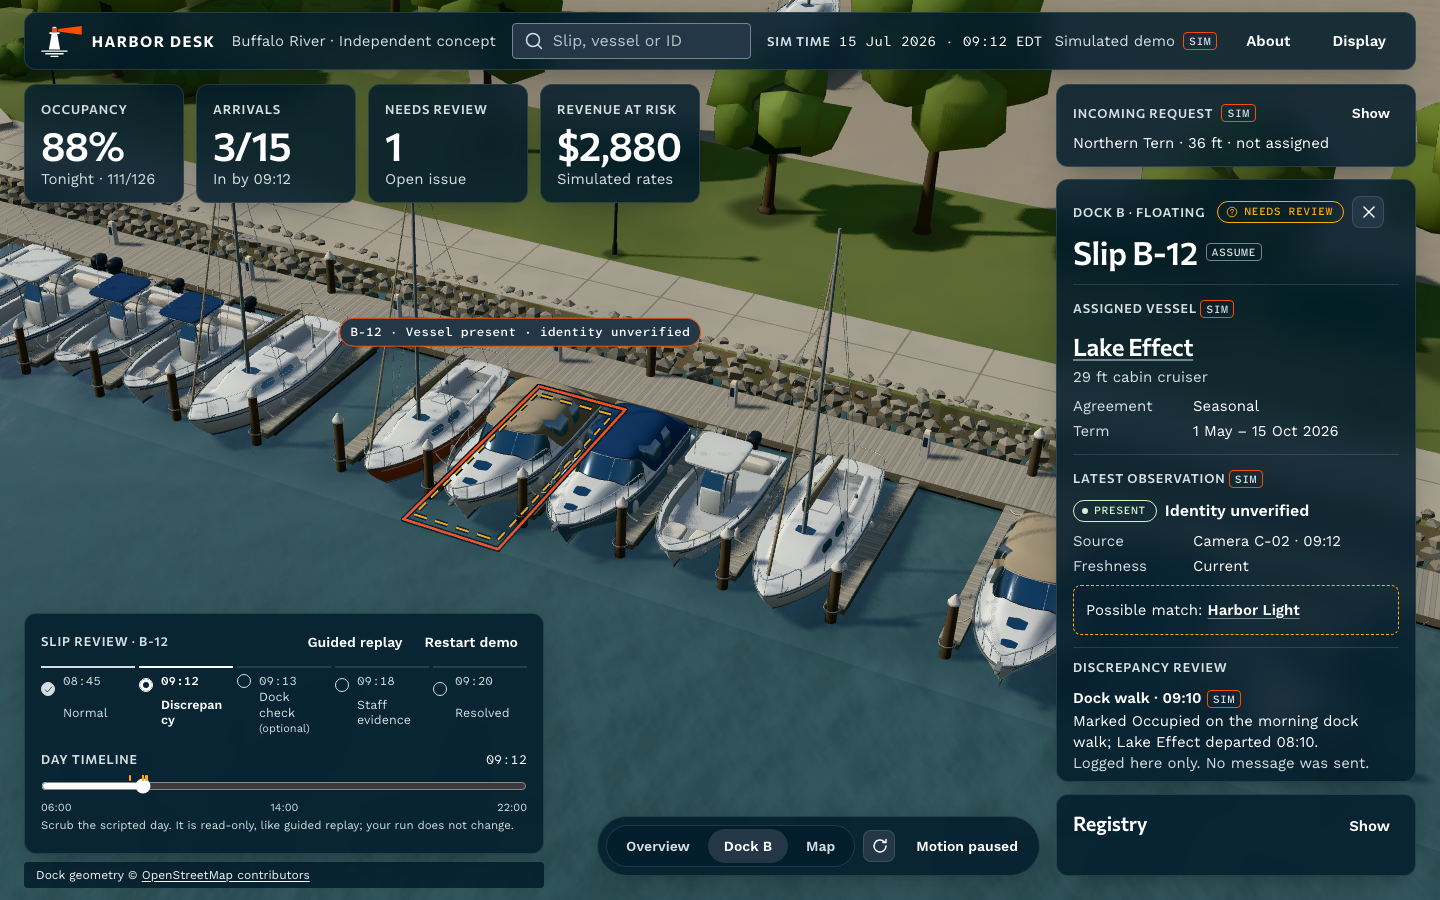 HARBOR DESK
Buffalo River · Independent concept
Slip, vessel or ID
SIM TIME 15 Jul 2026 · 09:12 EDT
Simulated demo SIM
About
Display
OCCUPANCY
88%
Tonight · 111/126
ARRIVALS
3/15
In by 09:12
NEEDS REVIEW
1
Open issue
REVENUE AT RISK
$2,880
Simulated rates
INCOMING REQUEST SIM
Show
Northern Tern · 36 ft · not assigned
DOCK B · FLOATING
NEEDS REVIEW
Slip B-12 ASSUME
ASSIGNED VESSEL SIM
Lake Effect
29 ft cabin cruiser
Agreement Seasonal
Term 1 May – 15 Oct 2026
LATEST OBSERVATION SIM
PRESENT Identity unverified
Source Camera C-02 · 09:12
Freshness Current
Possible match: Harbor Light
DISCREPANCY REVIEW
Dock walk · 09:10 SIM
Marked Occupied on the morning dock
walk; Lake Effect departed 08:10.
Logged here only. No message was sent.
Registry
Show
B-12 · Vessel present · identity unverified
SLIP REVIEW · B-12
Guided replay
Restart demo
08:45
Normal
09:12
Discrepan
cy
09:13
Dock
check
(optional)
09:18
Staff
evidence
09:20
Resolved
DAY TIMELINE
09:12
06:00
14:00
22:00
Scrub the scripted day. It is read-only, like guided replay; your run does not change.
Dock geometry © OpenStreetMap contributors
Overview
Dock B
Map
Motion paused